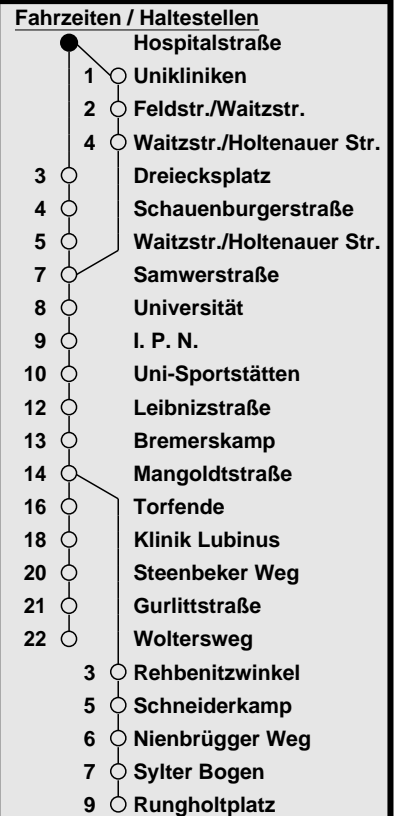 Fahrzeiten / Haltestellen
Hospitalstraße
1 Unikliniken
2 Feldstr./Waitzstr.
4 Waitzstr./Holtenauer Str.
3 Dreiecksplatz
4 Schauenburgerstraße
5 Waitzstr./Holtenauer Str.
7 Samwerstraße
8 Universität
9 I. P. N.
10 Uni-Sportstätten
12 Leibnizstraße
13 Bremerskamp
14 Mangoldtstraße
16 Torfende
18 Klinik Lubinus
20 Steenbeker Weg
21 Gurlittstraße
22 Woltersweg
3 Rehbenitzwinkel
5 Schneiderkamp
6 Nienbrügger Weg
7 Sylter Bogen
9 Rungholtplatz